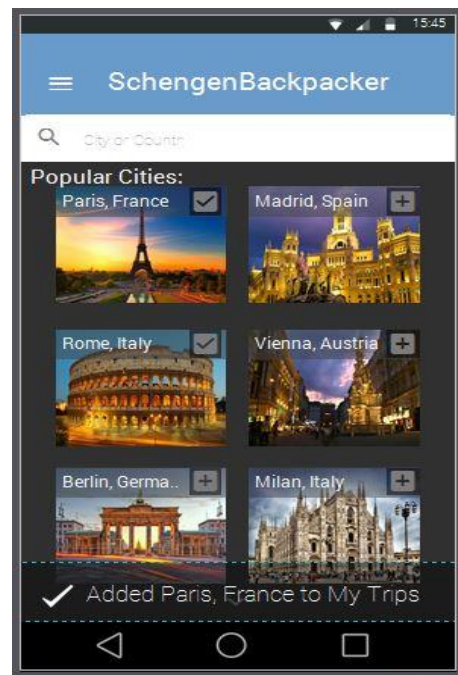 15:45
SchengenBackpacker
City or Countr
Popular Cities:
Paris, France
Madrid, Spain
Rome, Italy
Vienna, Austria
Berlin, Germa..
Milan, Italy
Added Paris, France to My Trips